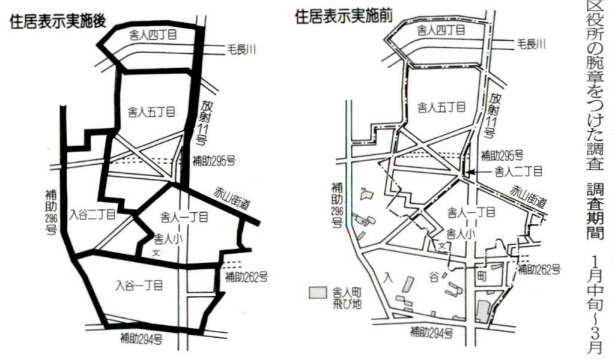 区役所の腕章をつけた調査 調査期間 1月中旬〜3月
住居表示実施前
舎人四丁目
毛長川
舎人五丁目
放射11号
補助295号
舎人二丁目
赤山街道
補助296号
舎人一丁目
舎人小
文
入谷町
補助262号
舎人町
飛び地
補助294号
住居表示実施後
舎人四丁目
毛長川
舎人五丁目
放射11号
補助295号
赤山街道
補助296号
入谷二丁目
舎人一丁目
舎人小
文
補助262号
入谷一丁目
補助294号